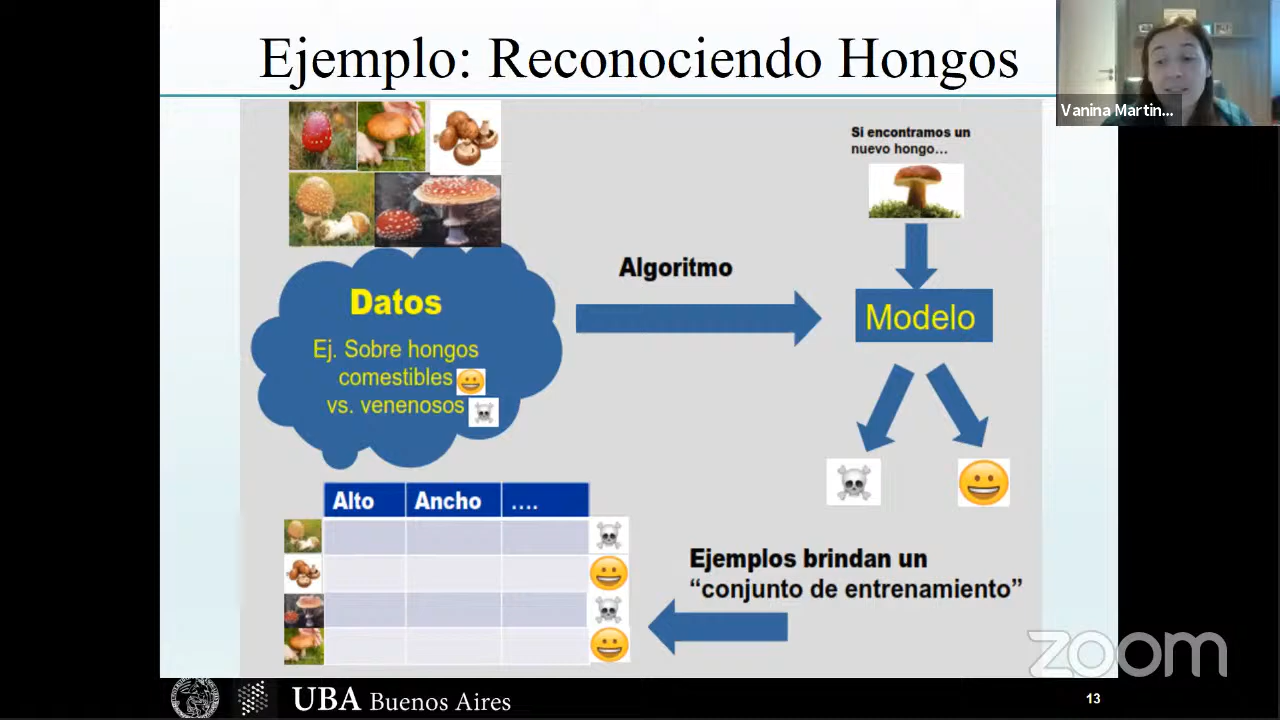 Ejemplo: Reconociendo Hongos
Vanina Martin...
Si encontramos un
nuevo hongo...
Algoritmo
Datos
Ej. Sobre hongos
comestibles
vs. venenosos
Modelo
Alto Ancho ....
Ejemplos brindan un
“conjunto de entrenamiento”
zoom
UBA Buenos Aires
13